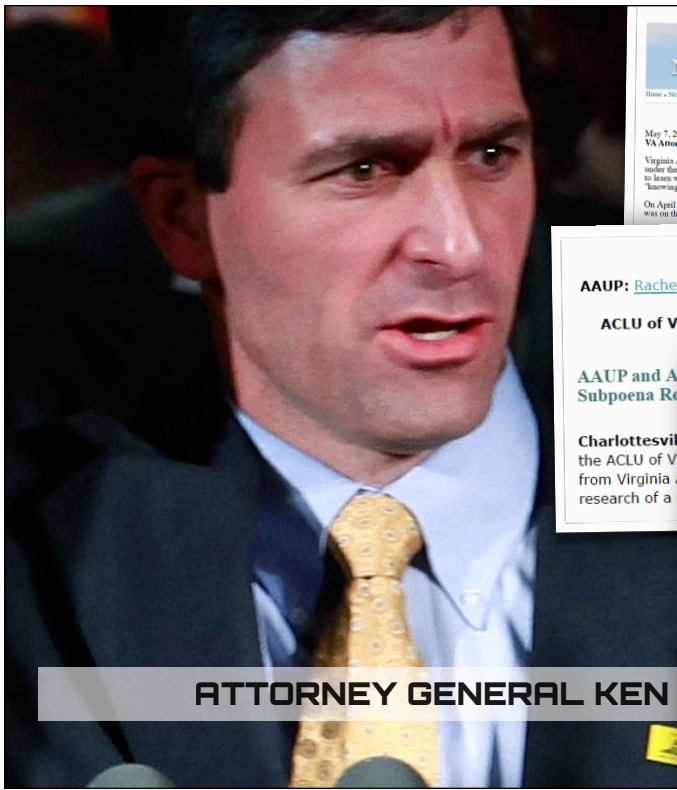 Home » Ne
May 7, 2
VA Attor
Virginia
under the
to learn w
"knowing
On April
was on th
AAUP: Rache
ACLU of V
AAUP and A
Subpoena Re
Charlottesvil
the ACLU of V
from Virginia
research of a
ATTORNEY GENERAL KEN